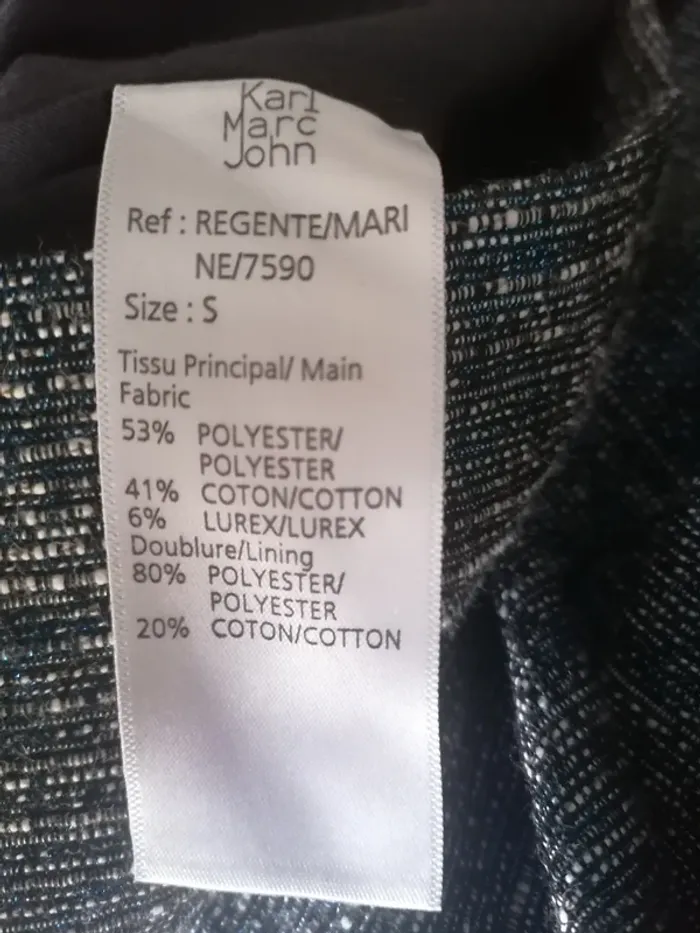 Karl
Marc
John
Ref : REGENTE/MARI
NE/7590
Size : S
Tissu Principal/ Main
Fabric
53% POLYESTER/
POLYESTER
41% COTON/COTTON
6% LUREX/LUREX
Doublure/Lining
80% POLYESTER/
POLYESTER
20% COTON/COTTON